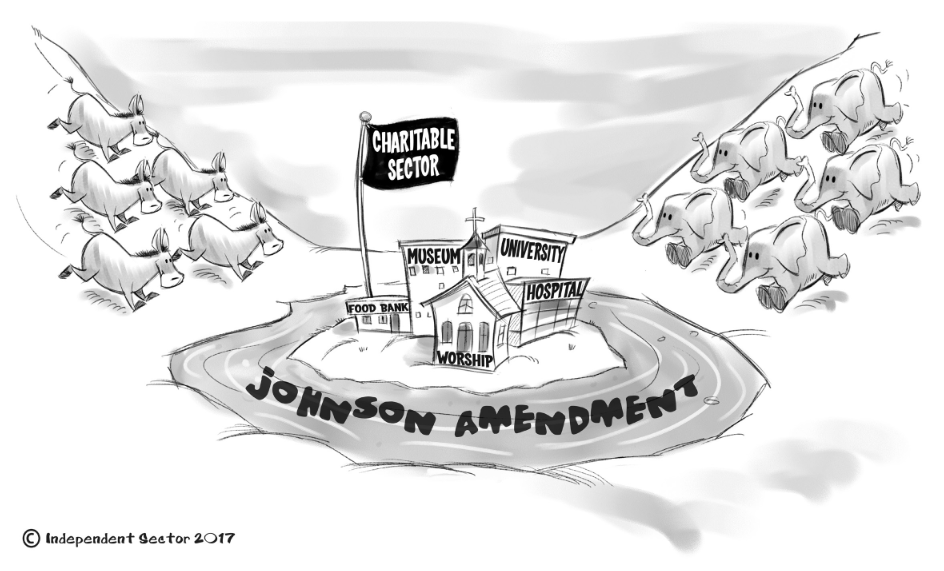 CHARITABLE
SECTOR
MUSEUM
UNIVERSITY
HOSPITAL
FOOD BANK
WORSHIP
JOHNSON AMENDMENT
© Independent Sector 2017